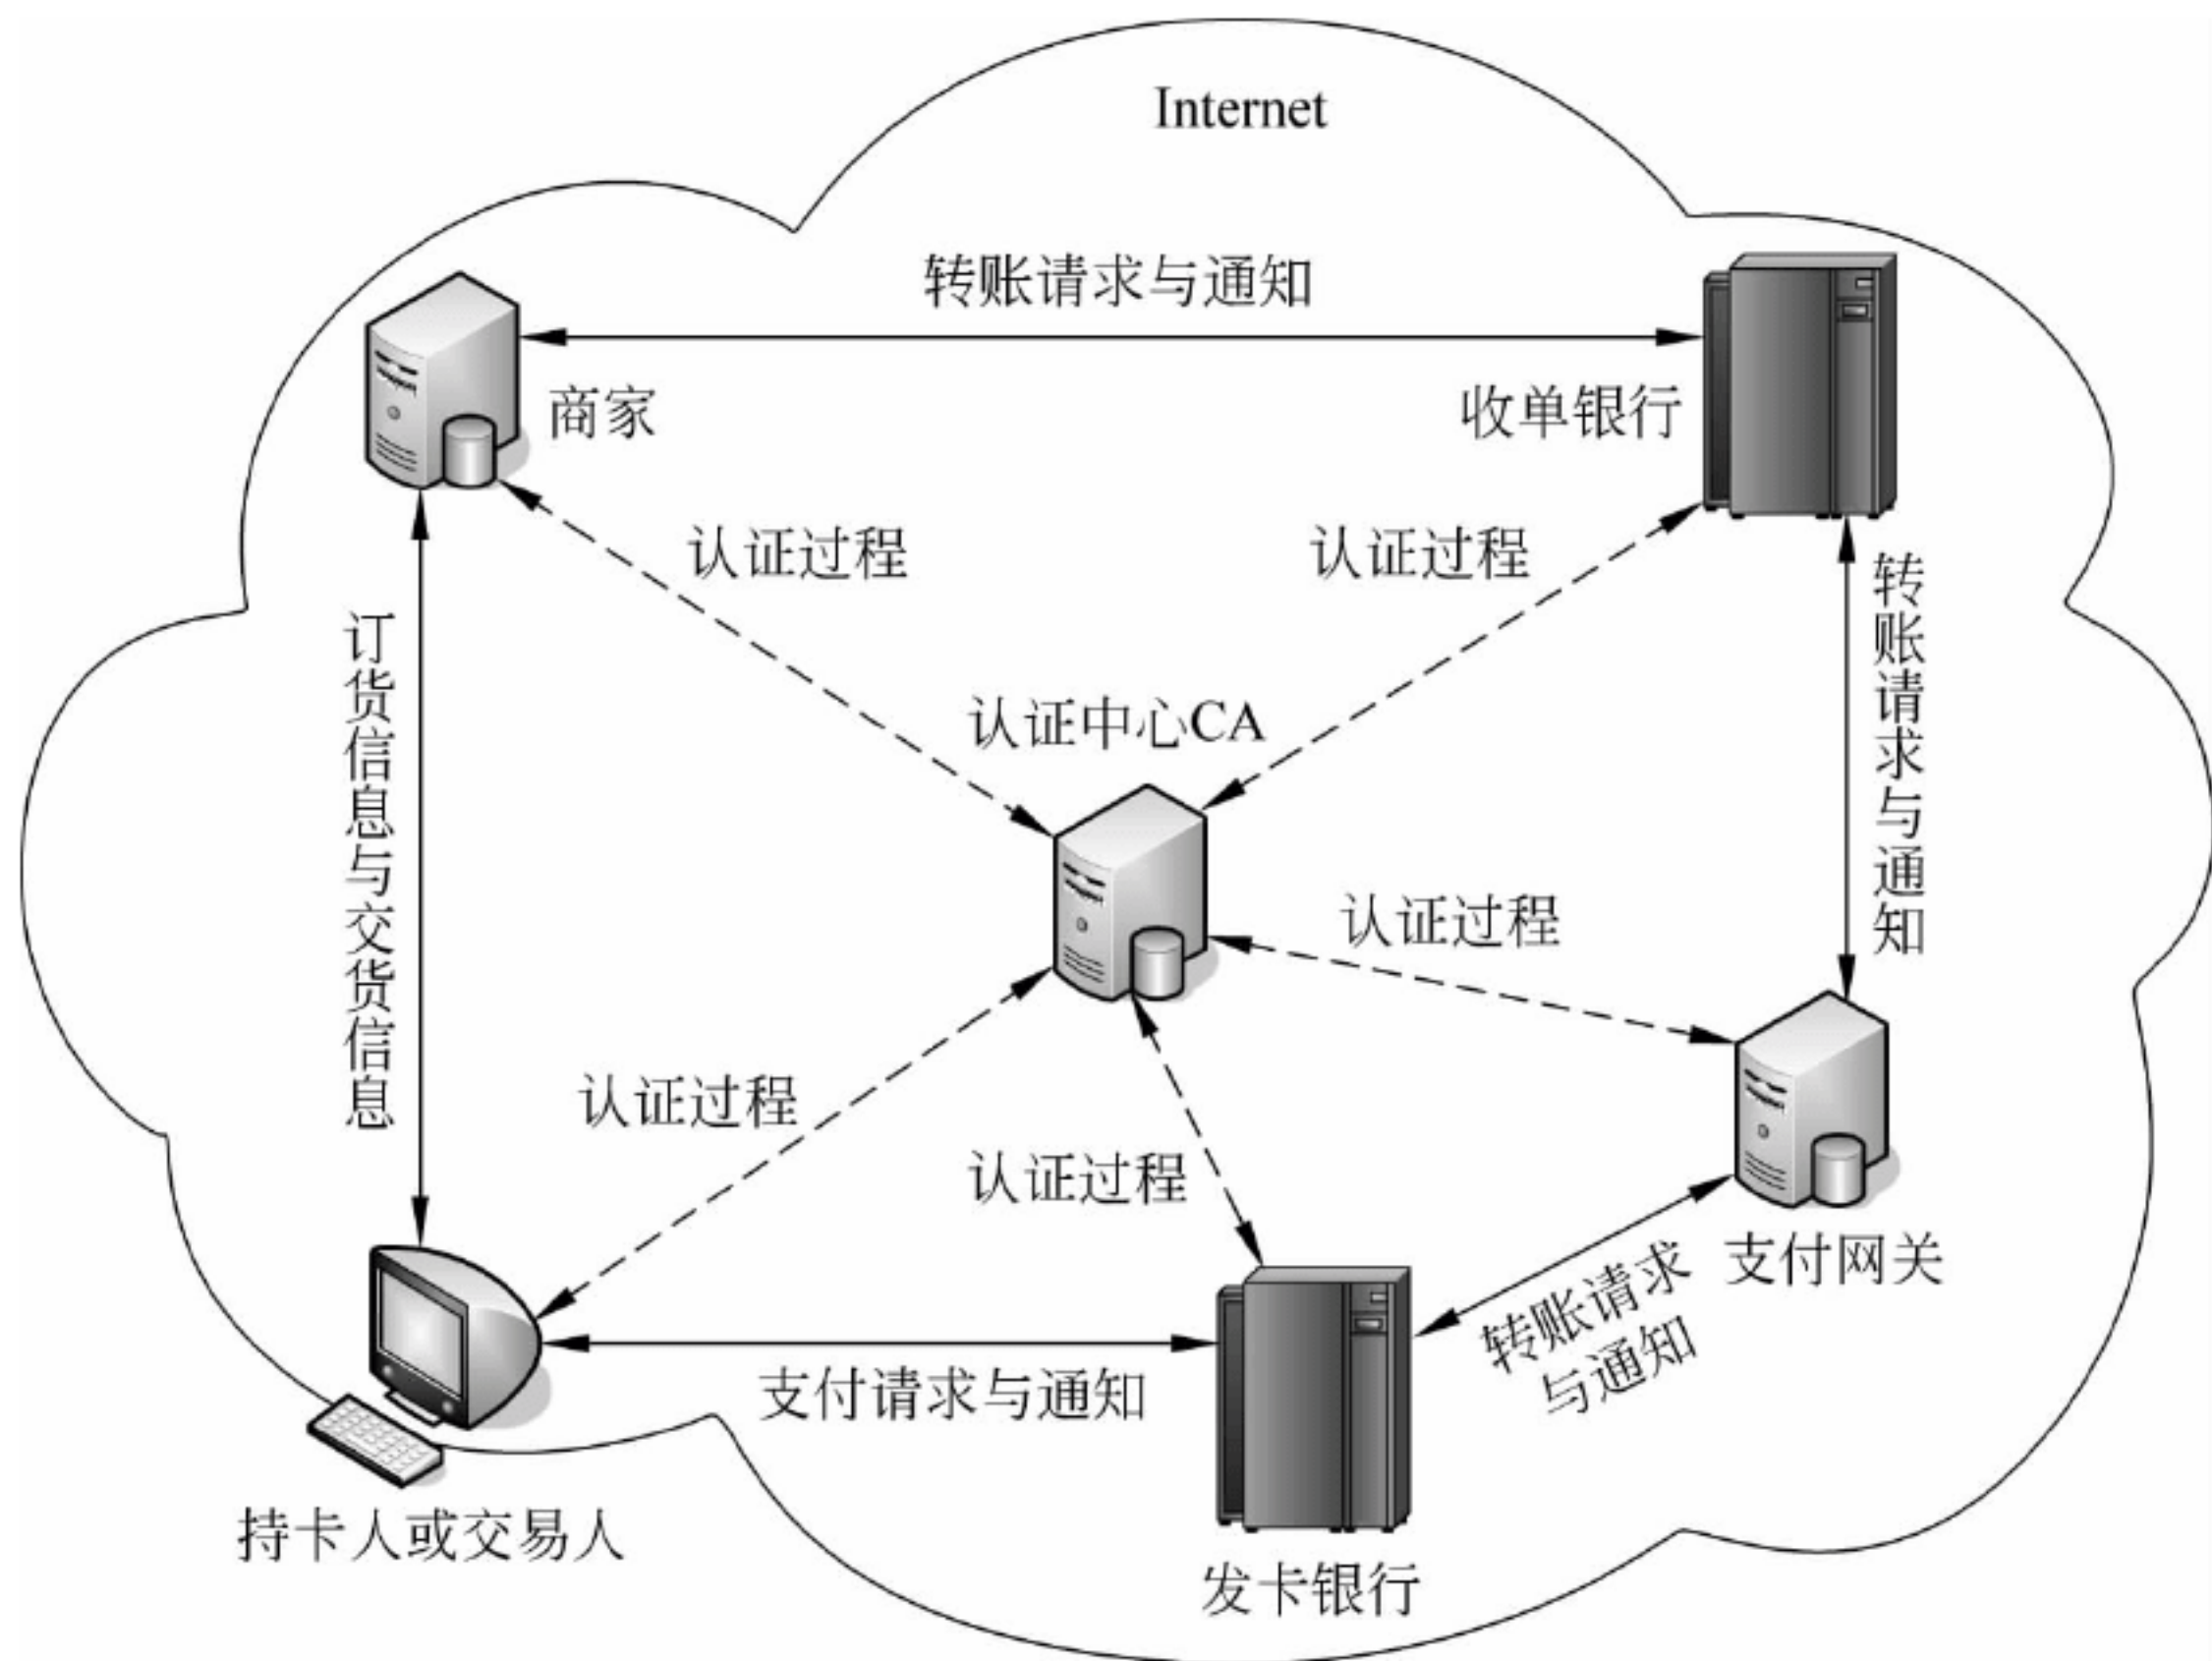 Internet
转账请求与通知
商家
收单银行
认证过程
认证过程
转账请求与通知
订货信息与交货信息
认证中心CA
认证过程
认证过程
认证过程
支付网关
转账请求
与通知
支付请求与通知
持卡人或交易人
发卡银行